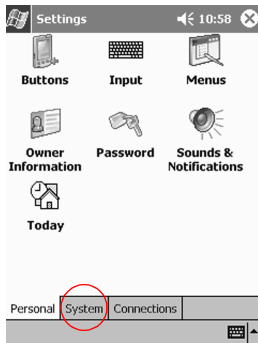 Settings 10:58
Buttons Input Menus
Owner Information Password Sounds & Notifications
Today
Personal System Connections